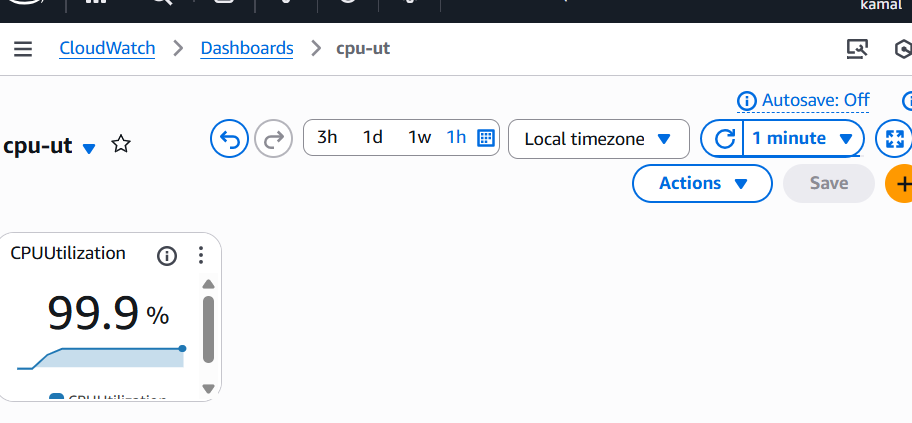 kamal
CloudWatch > Dashboards > cpu-ut
Autosave: Off
cpu-ut
3h 1d 1w 1h
Local timezone
1 minute
Actions
Save
CPUUtilization
99.9 %
CPUUtilization